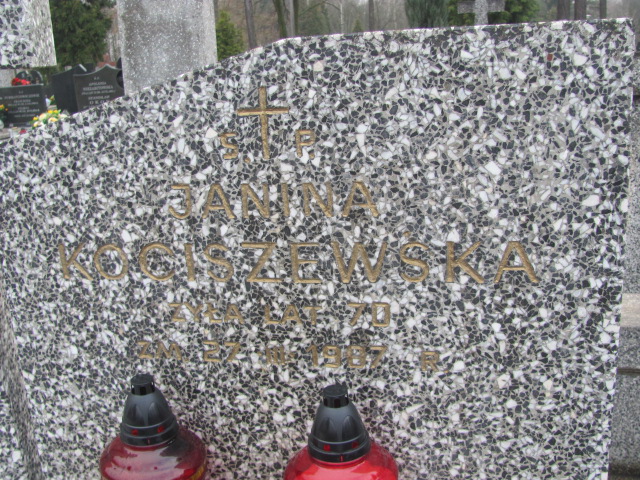 Ś. P.
JANINA
KOCISZEWSKA
ŻYŁA LAT 70
ZM. 27 III 1987 R.